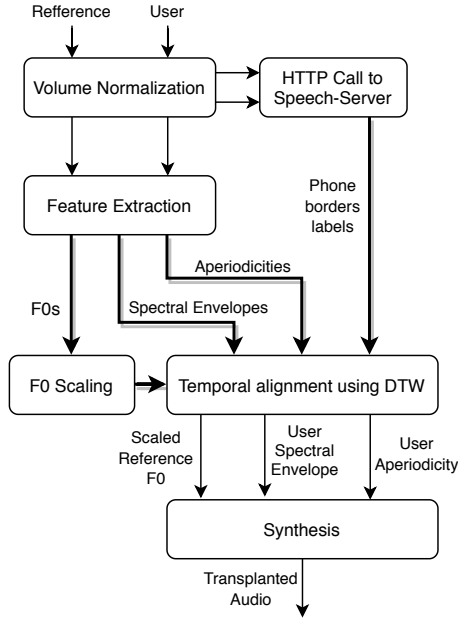 Refference
User
Volume Normalization
HTTP Call to
Speech-Server
Phone
borders
labels
Feature Extraction
Aperiodicities
F0s
Spectral Envelopes
F0 Scaling
Temporal alignment using DTW
Scaled
Reference
F0
User
Spectral
Envelope
User
Aperiodicity
Synthesis
Transplanted
Audio